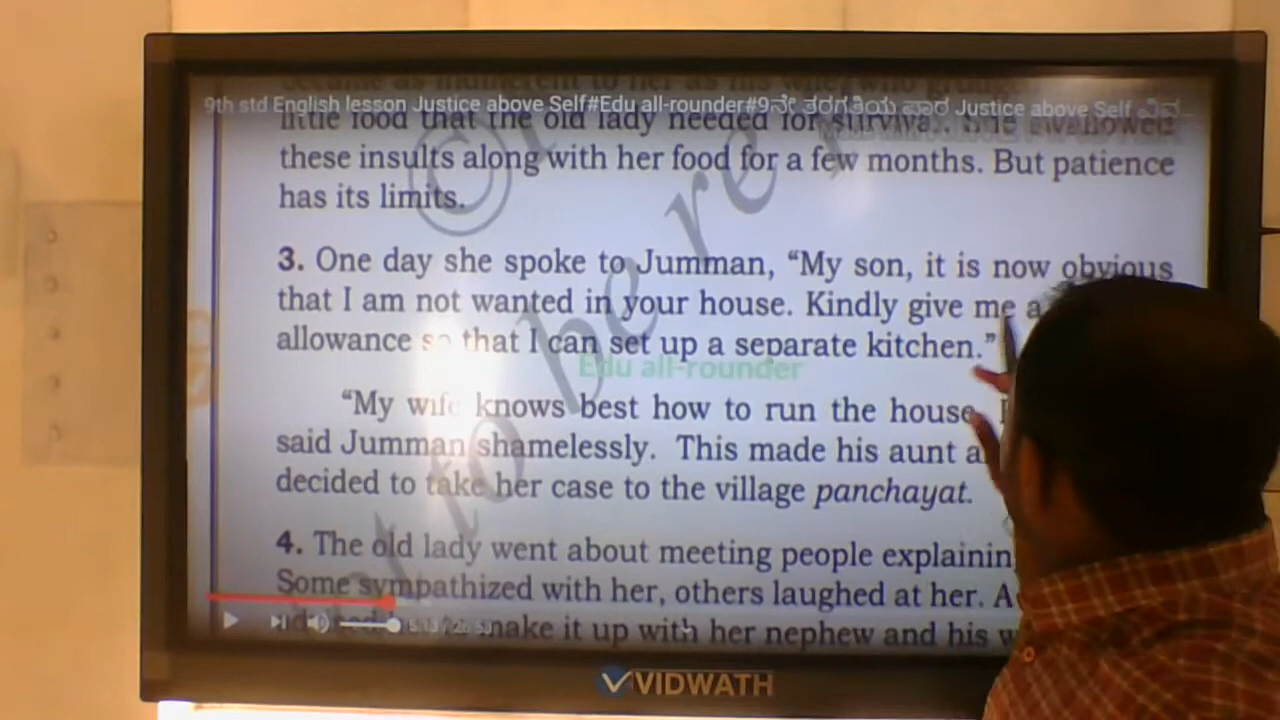 9th std English lesson Justice above Self#Edu all-rounder#9ನೇ ತರಗತಿಯ ಪಾಠ Justice above Self
little food that the old lady needed for survival. She swallowed
these insults along with her food for a few months. But patience
has its limits.
3. One day she spoke to Jumman, “My son, it is now obvious
that I am not wanted in your house. Kindly give me a
allowance so that I can set up a separate kitchen.”
Edu all-rounder
“My wife knows best how to run the house.
said Jumman shamelessly. This made his aunt
decided to take her case to the village panchayat.
4. The old lady went about meeting people
Some sympathized with her, others laughed at her.
make it up with her nephew and his
VIDWATH